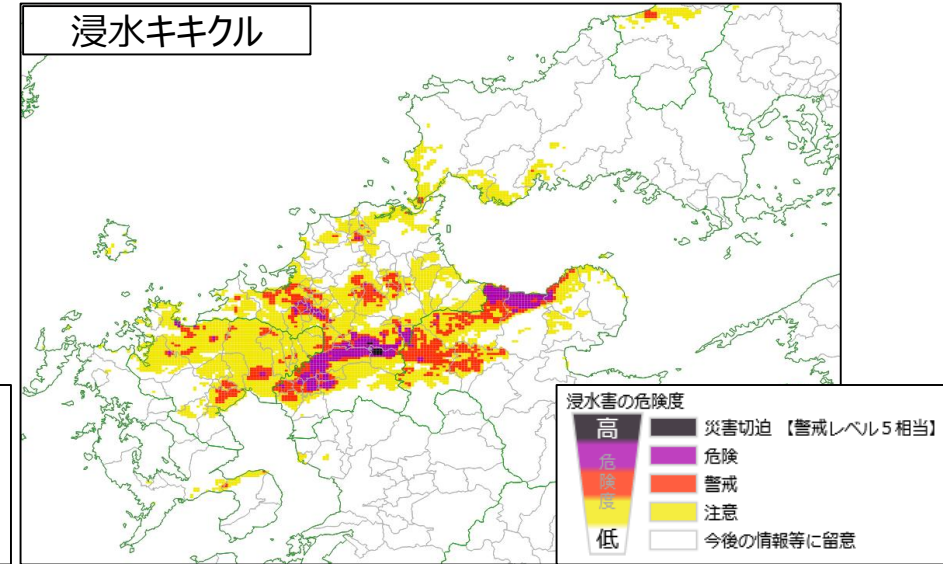 浸水キキクル
浸水害の危険度
高
危険度
低
災害切迫 【警戒レベル5相当】
危険
警戒
注意
今後の情報等に留意